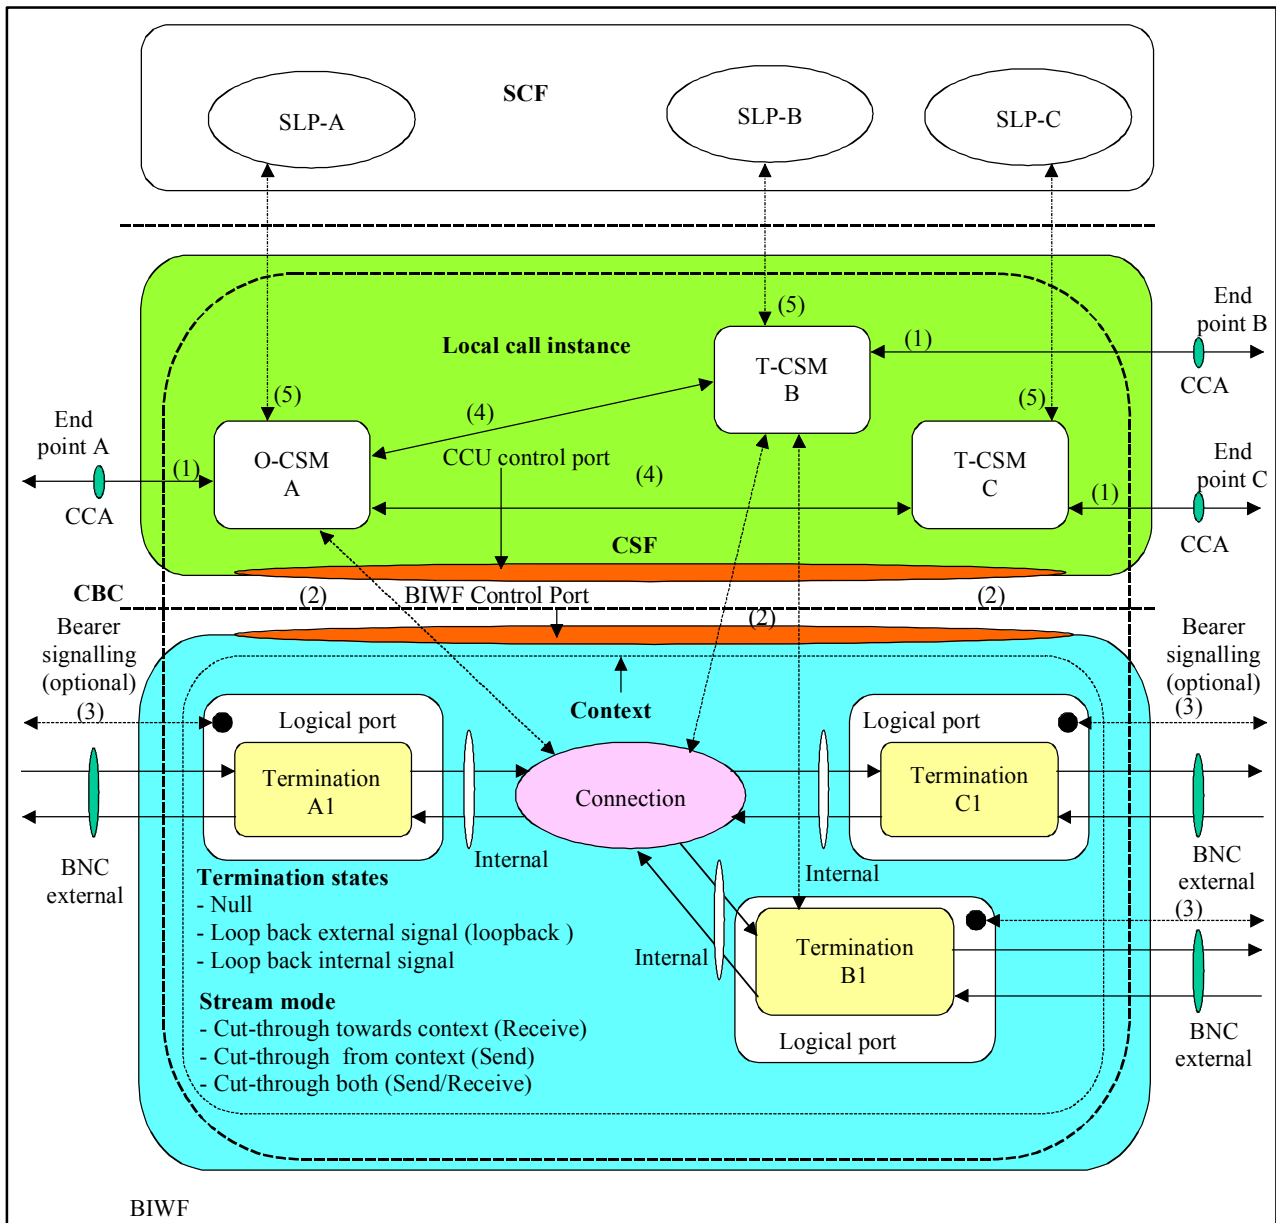 SCF
SLP-A
SLP-B
SLP-C
(5)
(5)
(5)
Local call instance
End
point B
(1)
CCA
T-CSM
B
End
point A
(1)
CCA
O-CSM
A
(4)
CCU control port
(4)
T-CSM
C
End
point C
(1)
CCA
CSF
CBC
(2)
BIWF Control Port
(2)
(2)
Bearer
signalling
(optional)
(3)
Bearer
signalling
(optional)
(3)
Context
Logical port
Logical port
Termination
A1
Connection
Termination
C1
Internal
Internal
BNC
external
BNC
external
(3)
Termination states
- Null
- Loop back external signal (loopback )
- Loop back internal signal
Internal
Termination
B1
Logical port
BNC
external
Stream mode
- Cut-through towards context (Receive)
- Cut-through  from context (Send)
- Cut-through both (Send/Receive)
BIWF